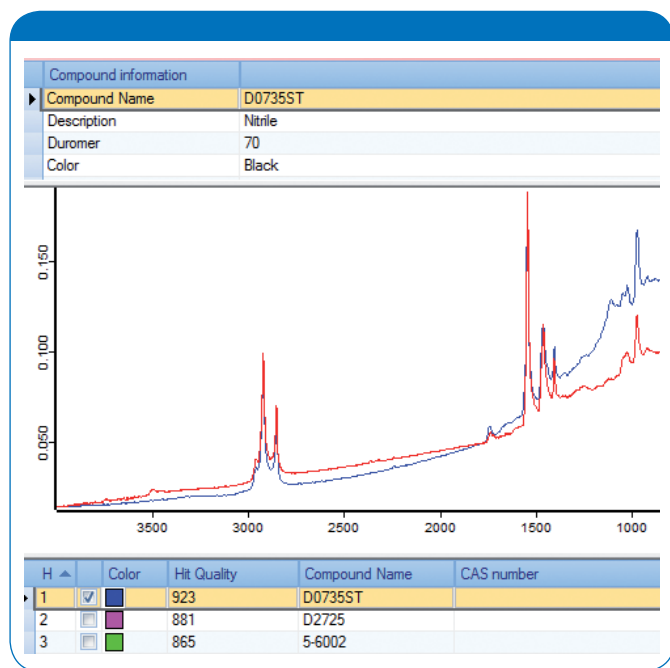 Compound information
Compound Name D0735ST
Description Nitrile
Duromer 70
Color Black
0.150
0.100
0.050
3500 3000 2500 2000 1500 1000
H Color Hit Quality Compound Name CAS number
1 923 D0735ST
2 881 D2725
3 865 5-6002